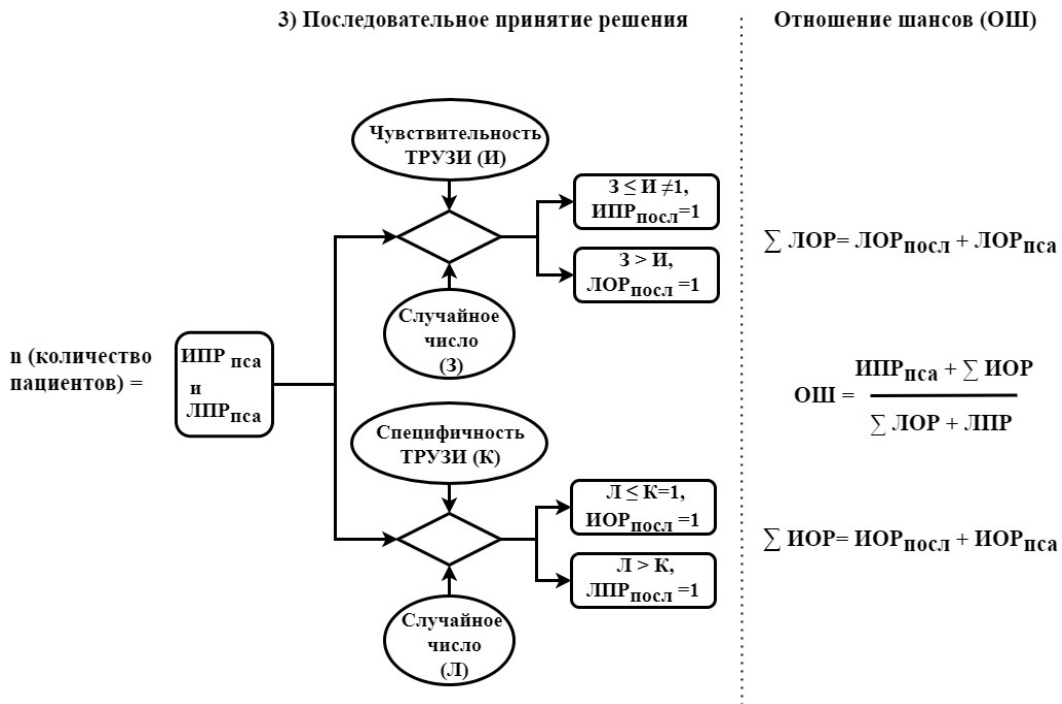 3) Последовательное принятие решения
Отношение шансов (ОШ)
Чувствительность
ТРУЗИ (И)
З ≤ И ≠1,
ИПРпосл=1
З > И,
ЛОРпосл =1
Случайное
число
(З)
n (количество
пациентов) =
ИПР пса
и
ЛПРпса
Специфичность
ТРУЗИ (К)
Л ≤ К=1,
ИОРпосл =1
Л > К,
ЛПРпосл =1
Случайное
число
(Л)
∑ ЛОР= ЛОРпосл + ЛОРпса
ОШ =
ИПРпса + ∑ ИОР
∑ ЛОР + ЛПР
∑ ИОР= ИОРпосл + ИОРпса